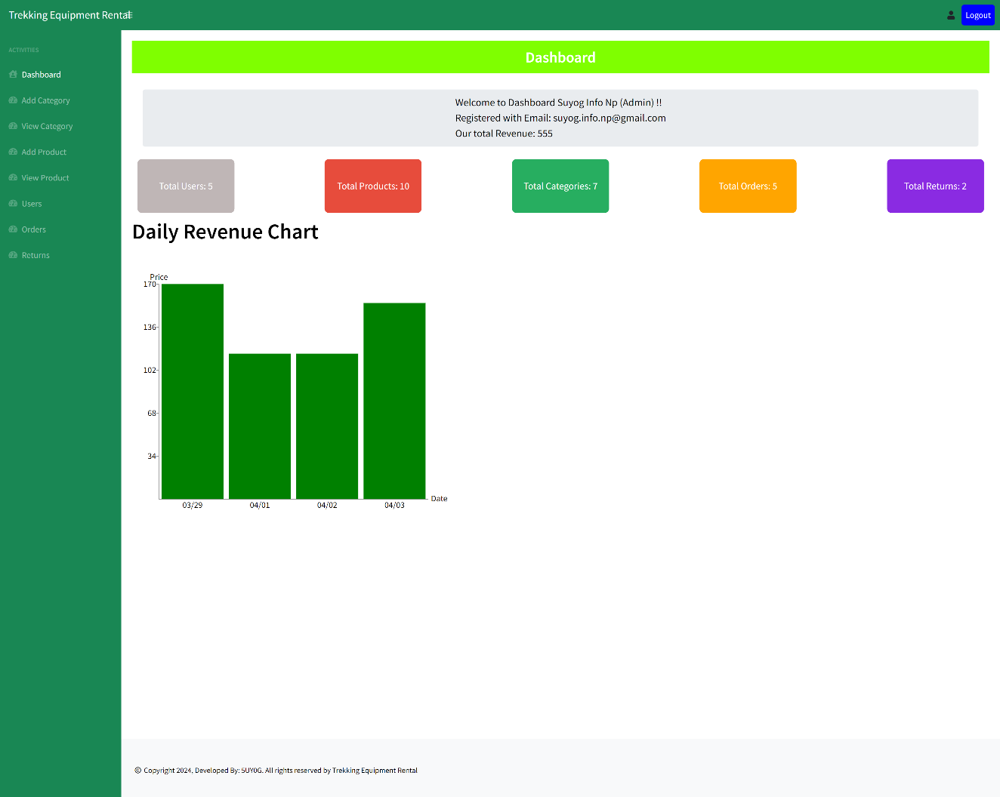 Trekking Equipment Rental
Logout
ACTIVITIES
Dashboard
Add Category
View Category
Add Product
View Product
Users
Orders
Returns
Dashboard
Welcome to Dashboard Suyog Info Np (Admin) !!
Registered with Email: suyog.info.np@gmail.com
Our total Revenue: 555
Total Users: 5
Total Products: 10
Total Categories: 7
Total Orders: 5
Total Returns: 2
Daily Revenue Chart
Price
170
136
102
68
34
03/29
04/01
04/02
04/03
Date
© Copyright 2024, Developed By: 5UY0G. All rights reserved by Trekking Equipment Rental